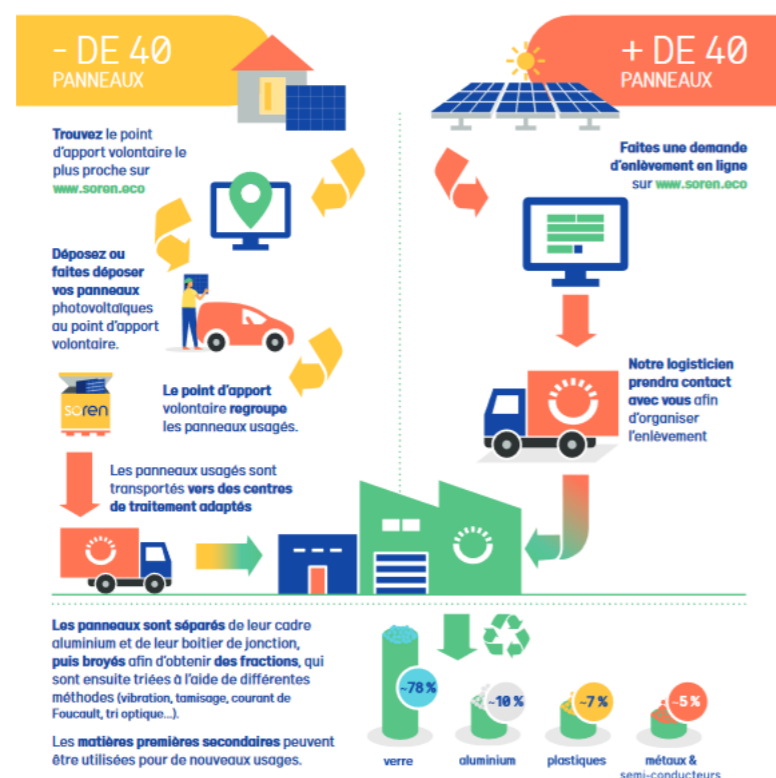 - DE 40
PANNEAUX
Trouvez le point
d'apport volontaire le
plus proche sur
www.soren.eco
Déposez ou
faites déposer
vos panneaux
photovoltaïques
au point d'apport
volontaire.
soren
Le point d'apport
volontaire regroupe
les panneaux usagés.
Les panneaux usagés sont
transportés vers des centres
de traitement adaptés
+ DE 40
PANNEAUX
Faites une demande
d'enlèvement en ligne
sur www.soren.eco
Notre logisticien
prendra contact
avec vous afin
d'organiser
l'enlèvement
Les panneaux sont séparés de leur cadre
aluminium et de leur boitier de jonction,
puis broyés afin d'obtenir des fractions, qui
sont ensuite triées à l'aide de différentes
méthodes (vibration, tamisage, courant de
Foucault, tri optique...).
Les matières premières secondaires peuvent
être utilisées pour de nouveaux usages.
~78 %
verre
~10 %
aluminium
~7 %
plastiques
~5 %
métaux &
semi-conducteurs